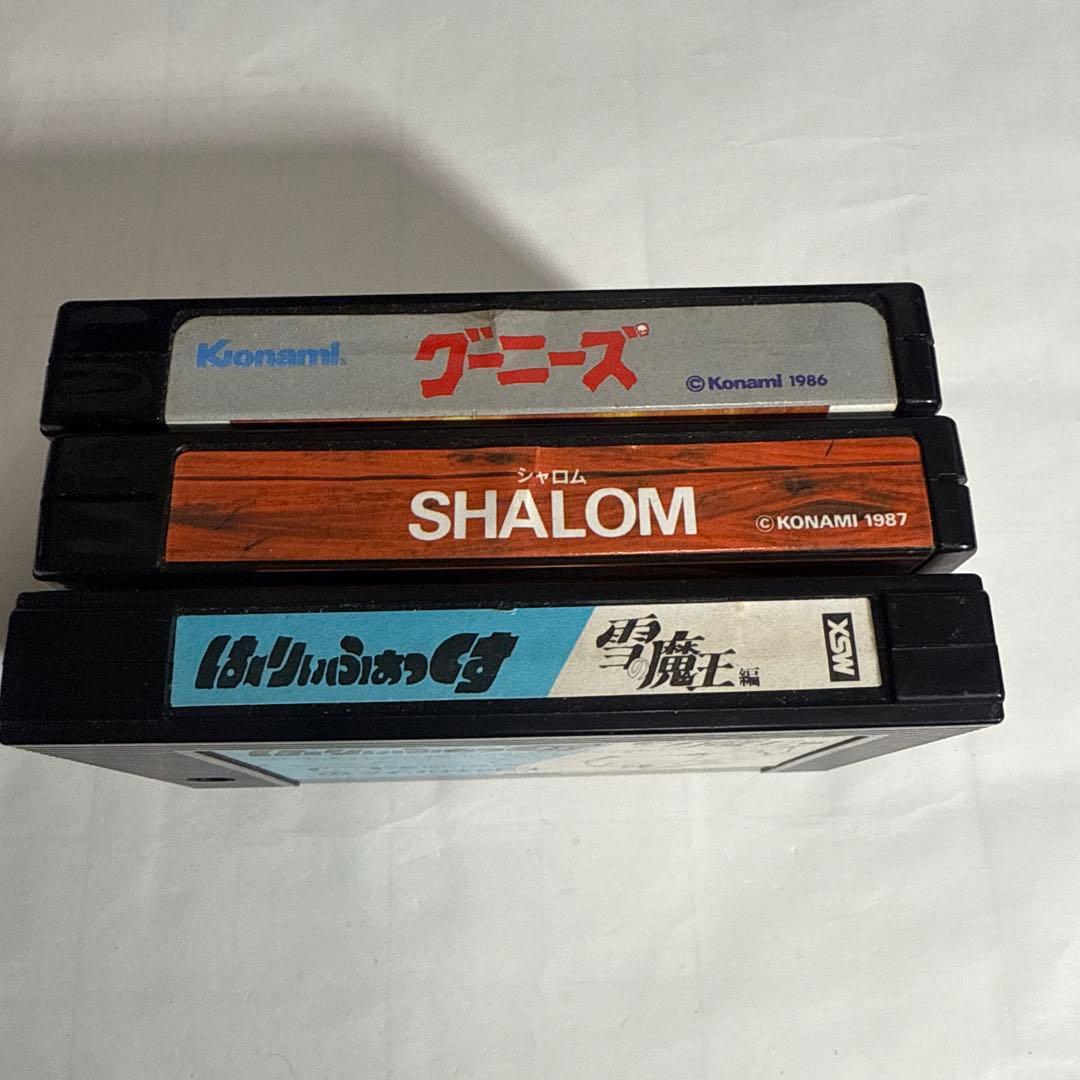 Konami
グーニーズ
©Konami 1986
シャロム
SHALOM
©KONAMI 1987
はーりぃふぉっくす
雪の魔王編
MSX